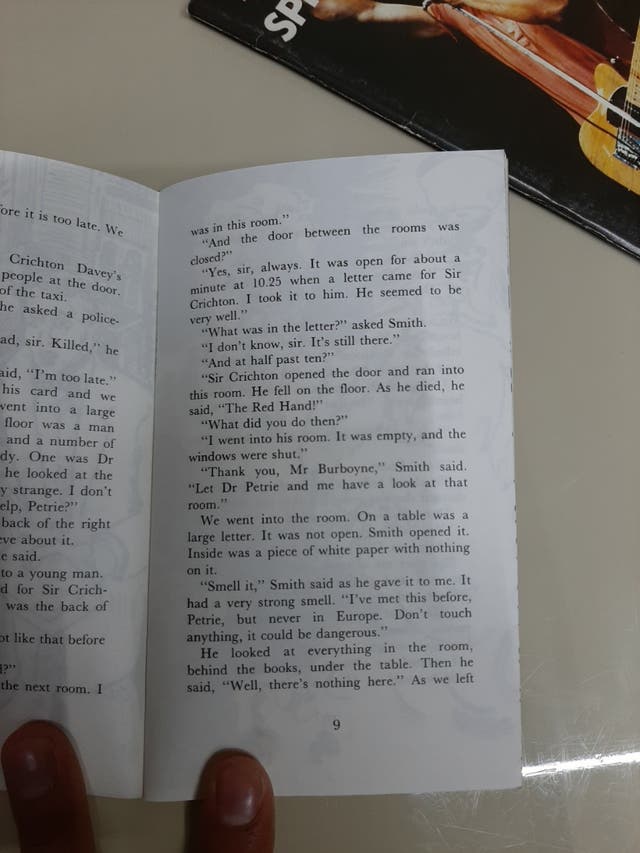 SP
ore it is too late. We
Crichton Davey's
people at the door.
of the taxi.
he asked a police-
ad, sir. Killed," he
aid, "I'm too late."
his card and we
went into a large
floor was a man
and a number of
dy. One was Dr
he looked at the
y strange. I don't
elp, Petrie?"
back of the right
eve about it.
e said.
to a young man.
d for Sir Crich-
was the back of
ot like that before
?"
the next room. I
was in this room."
"And the door between the rooms was
closed?"
"Yes, sir, always. It was open for about a
minute at 10.25 when a letter came for Sir
Crichton. I took it to him. He seemed to be
very well."
"What was in the letter?" asked Smith.
"I don't know, sir. It's still there."
"And at half past ten?"
"Sir Crichton opened the door and ran into
this room. He fell on the floor. As he died, he
said, "The Red Hand!"
"What did you do then?"
"I went into his room. It was empty, and the
windows were shut."
"Thank you, Mr Burboyne," Smith said.
"Let Dr Petrie and me have a look at that
room."
We went into the room. On a table was a
large letter. It was not open. Smith opened it.
Inside was a piece of white paper with nothing
on it.
"Smell it," Smith said as he gave it to me. It
had a very strong smell. "I've met this before,
Petrie, but never in Europe. Don't touch
anything, it could be dangerous."
He looked at everything in the room,
behind the books, under the table. Then he
said, "Well, there's nothing here." As we left
9